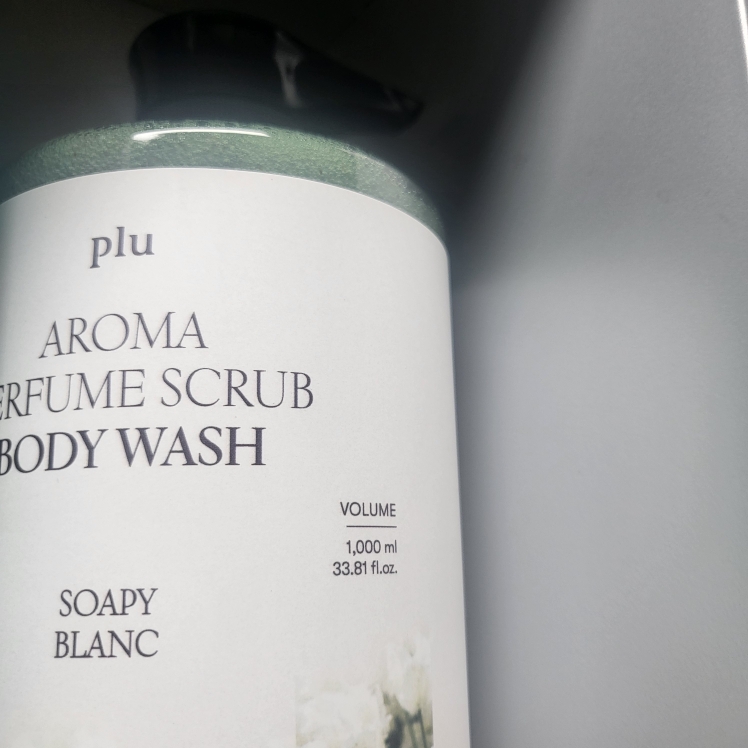 plu
AROMA
ERFUME SCRUB
BODY WASH
VOLUME
1,000 ml
33.81 fl.oz.
SOAPY
BLANC